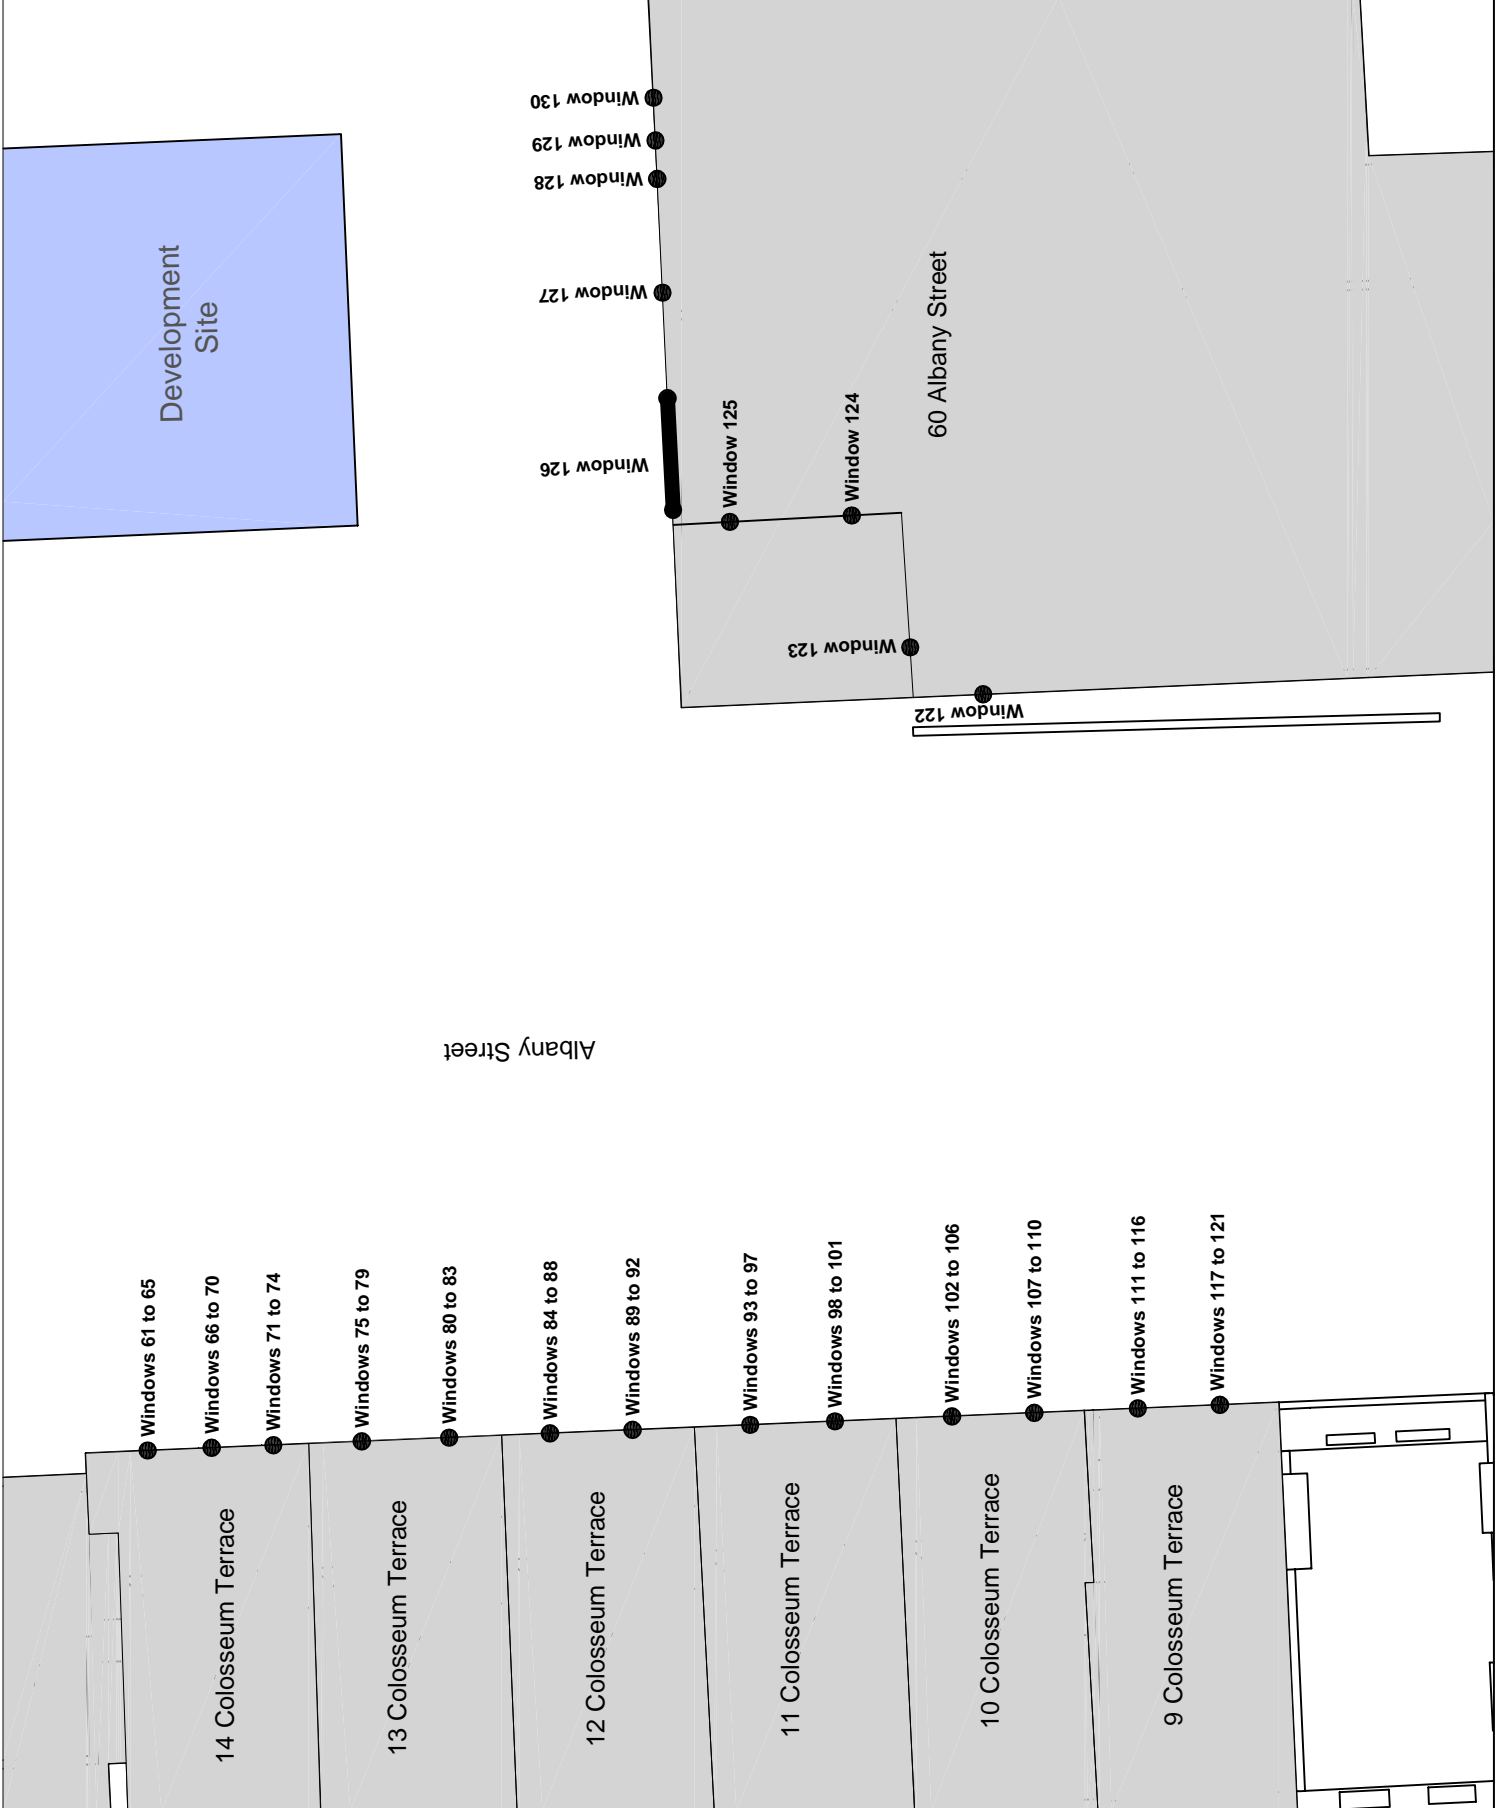 Window 130
Window 129
Window 128
Window 127
Window 126
Window 125
Window 124
Window 123
Window 122
Development
Site
60 Albany Street
Albany Street
Windows 61 to 65
Windows 66 to 70
Windows 71 to 74
Windows 75 to 79
Windows 80 to 83
Windows 84 to 88
Windows 89 to 92
Windows 93 to 97
Windows 98 to 101
Windows 102 to 106
Windows 107 to 110
Windows 111 to 116
Windows 117 to 121
14 Colosseum Terrace
13 Colosseum Terrace
12 Colosseum Terrace
11 Colosseum Terrace
10 Colosseum Terrace
9 Colosseum Terrace